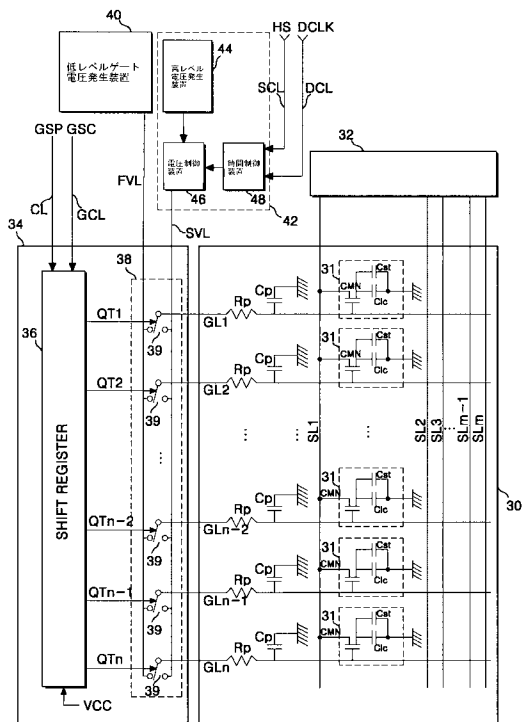 40
低レベルゲート
電圧発生装置
44
高レベル
電圧発生
装置
HS DCLK
SCL
DCL
電圧制御
装置
46
時間制御
装置
48
42
32
GSP GSC
CL
GCL
FVL
SVL
34
36
38
SHIFT REGISTER
VCC
QT1
39
GL1
Rp
Cp
31
CMN
Cst
Clc
QT2
39
GL2
Rp
Cp
31
CMN
Cst
Clc
...
...
...
...
SL1
SL2
SL3
...
SLm-1
SLm
QTn-2
39
GLn-2
Rp
Cp
31
CMN
Cst
Clc
30
QTn-1
39
GLn-1
Rp
Cp
31
CMN
Cst
Clc
QTn
39
GLn
Rp
Cp
31
CMN
Cst
Clc